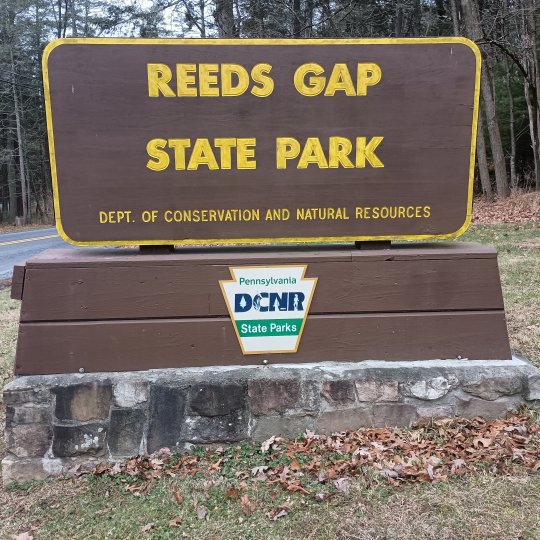 REEDS GAP
STATE PARK
DEPT. OF CONSERVATION AND NATURAL RESOURCES
Pennsylvania
DCNR
State Parks